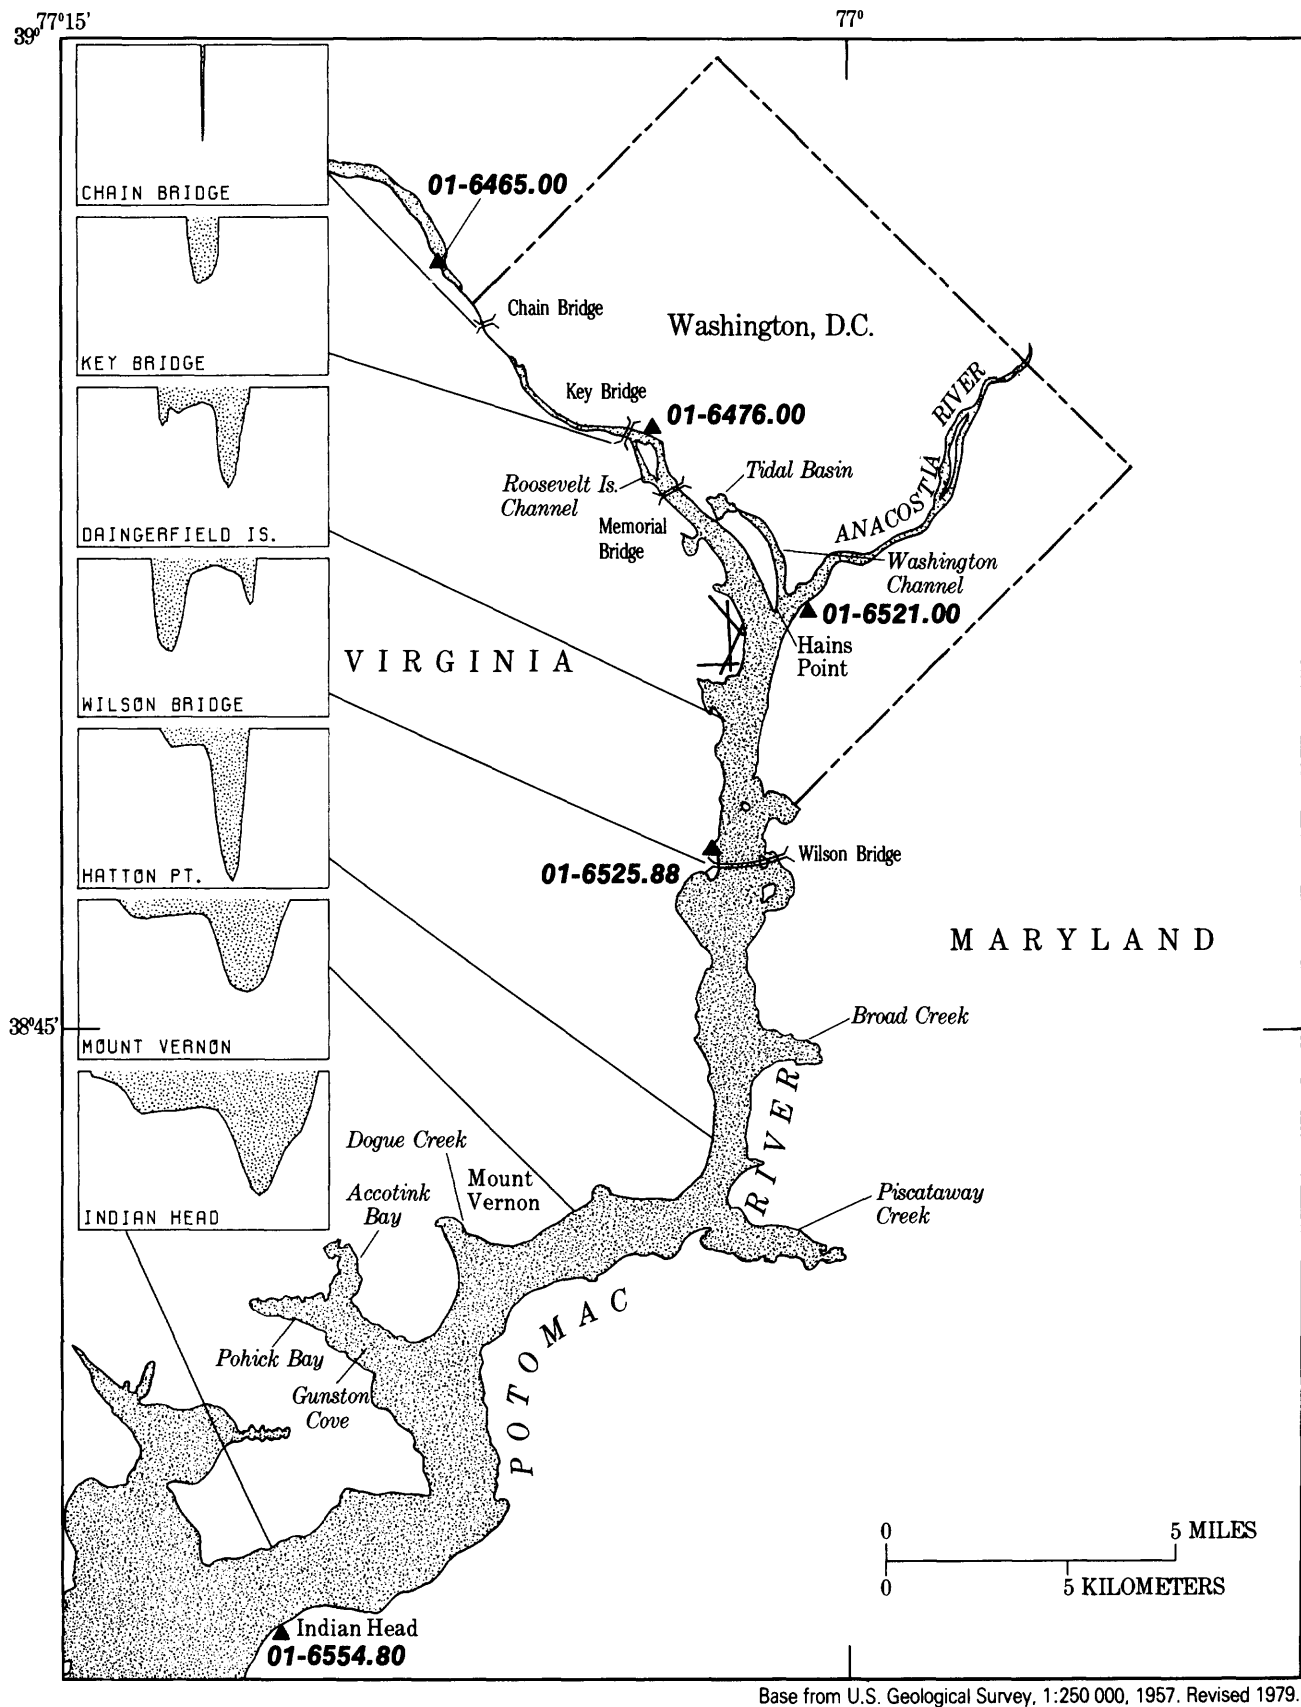 77°15'
77°
39°
CHAIN BRIDGE
01-6465.00
Chain Bridge
Washington, D.C.
KEY BRIDGE
Key Bridge
01-6476.00
RIVER
ANACOSTIA
Tidal Basin
Roosevelt Is.
Channel
Memorial
Bridge
DAINGERFIELD IS.
Washington
Channel
01-6521.00
Hains
Point
VIRGINIA
WILSON BRIDGE
Wilson Bridge
01-6525.88
HATTON PT.
MARYLAND
38°45'
Broad Creek
MOUNT VERNON
RIVER
Dogue Creek
Mount
Vernon
Accotink
Bay
Piscataway
Creek
INDIAN HEAD
POTOMAC
Pohick Bay
Gunston
Cove
0 5 MILES
0 5 KILOMETERS
Indian Head
01-6554.80
Base from U.S. Geological Survey, 1:250 000, 1957. Revised 1979.